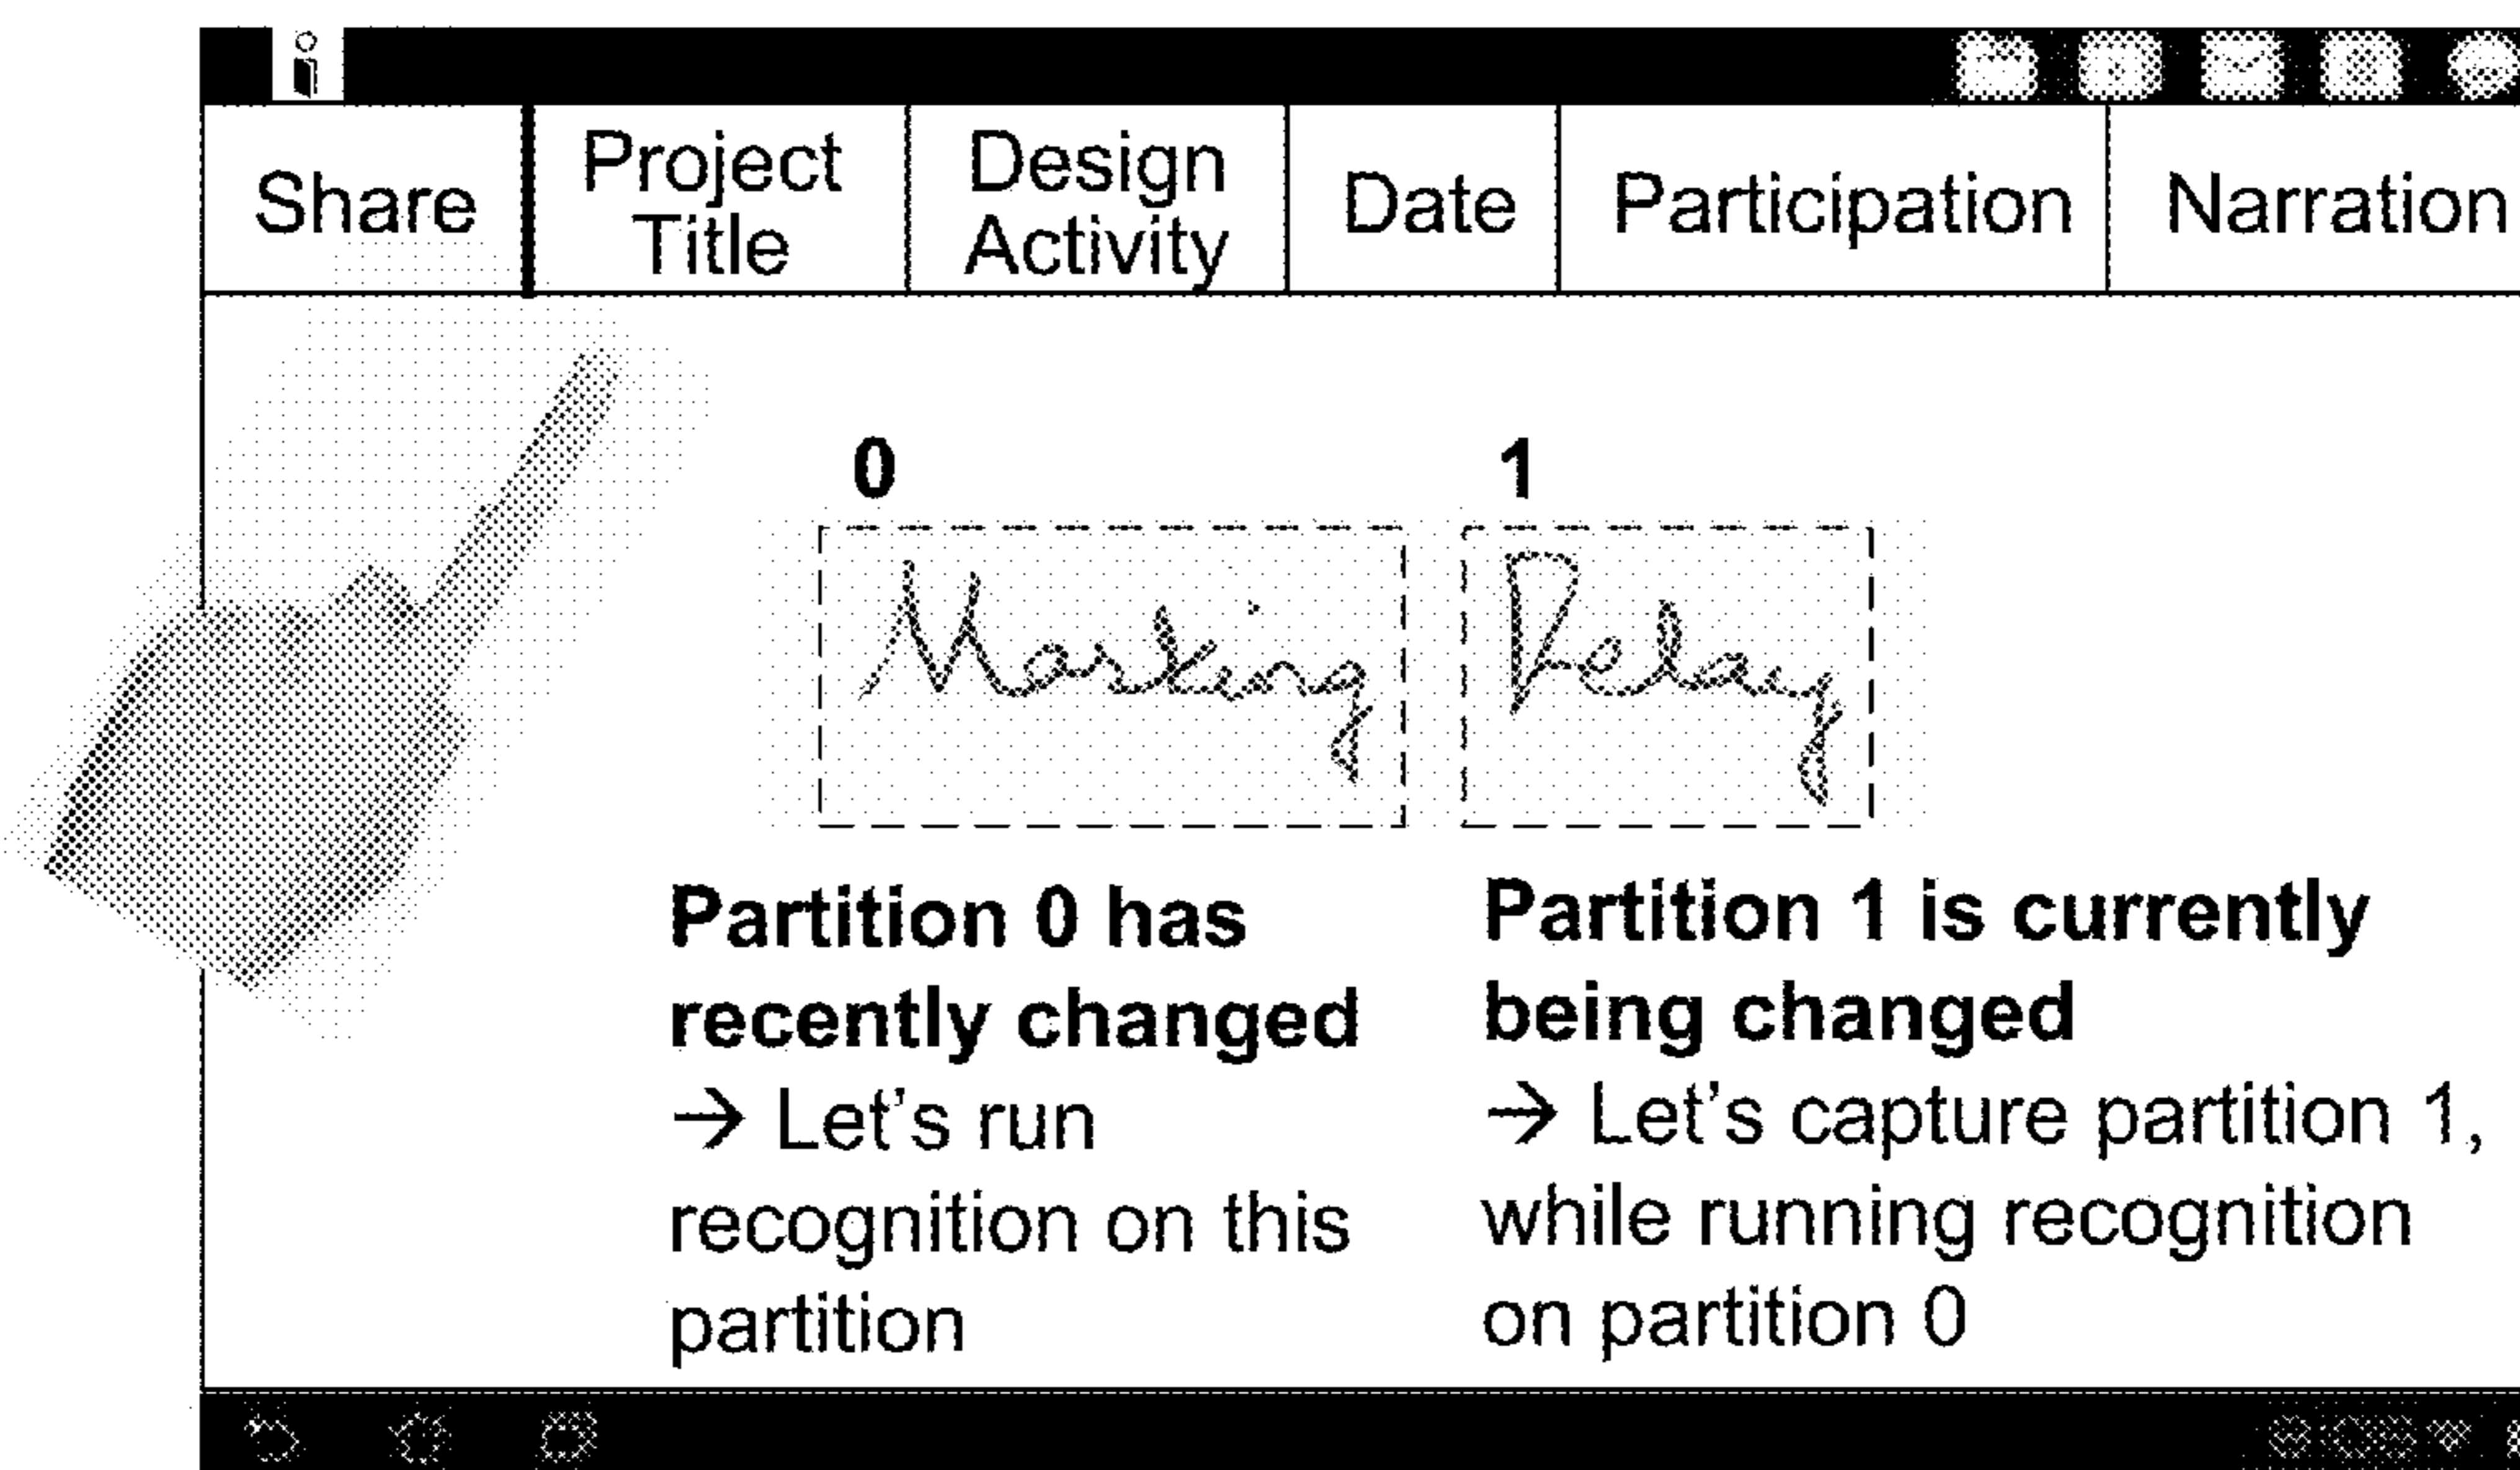 Share
Project Title
Design Activity
Date
Participation
Narration
0
1
Marking
Delay
Partition 0 has
recently changed
→ Let's run
recognition on this
partition
Partition 1 is currently
being changed
→ Let's capture partition 1,
while running recognition
on partition 0